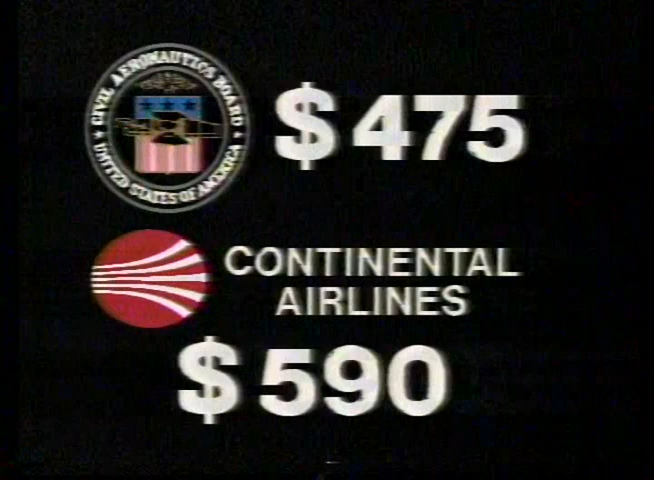 CIVIL AERONAUTICS BOARD
UNITED STATES OF AMERICA
$475
CONTINENTAL
AIRLINES
$590